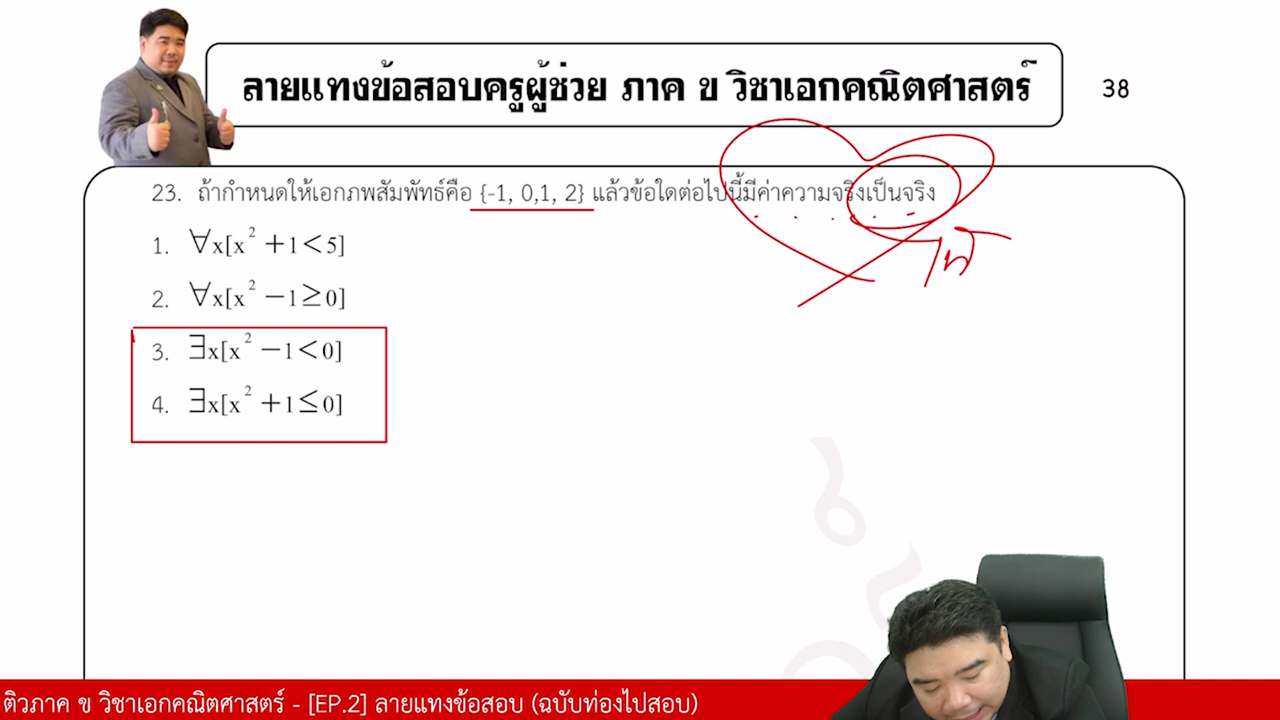 ลายแทงข้อสอบครูผู้ช่วย ภาค ข วิชาเอกคณิตศาสตร์
38
23. ถ้ากำหนดให้เอกภพสัมพัทธ์คือ {-1, 0,1, 2} แล้วข้อใดต่อไปนี้มีค่าความจริงเป็นจริง
1. ∀x[x² + 1 < 5]
2. ∀x[x² − 1 ≥ 0]
3. ∃x[x² − 1 < 0]
4. ∃x[x² + 1 ≤ 0]
ติวภาค ข วิชาเอกคณิตศาสตร์ - [EP.2] ลายแทงข้อสอบ (ฉบับท่องไปสอบ)